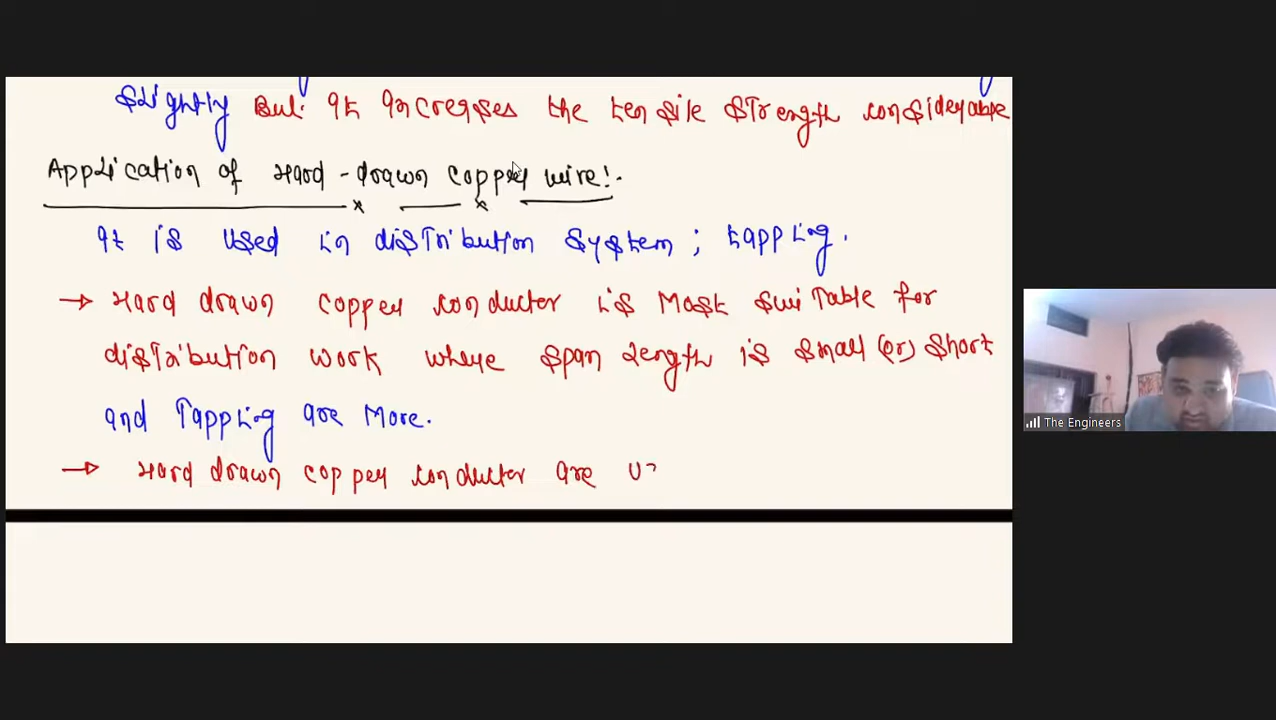 Slightly But It Increases the tensile strength considerable
Application of Hard-drawn copper wire!-
It is used in distribution system; tapping.
→ Hard drawn copper conductor is Most suitable for
distribution work where span length is small (or) short
and Tapping are More.
→ Hard drawn copper conductor are
The Engineers